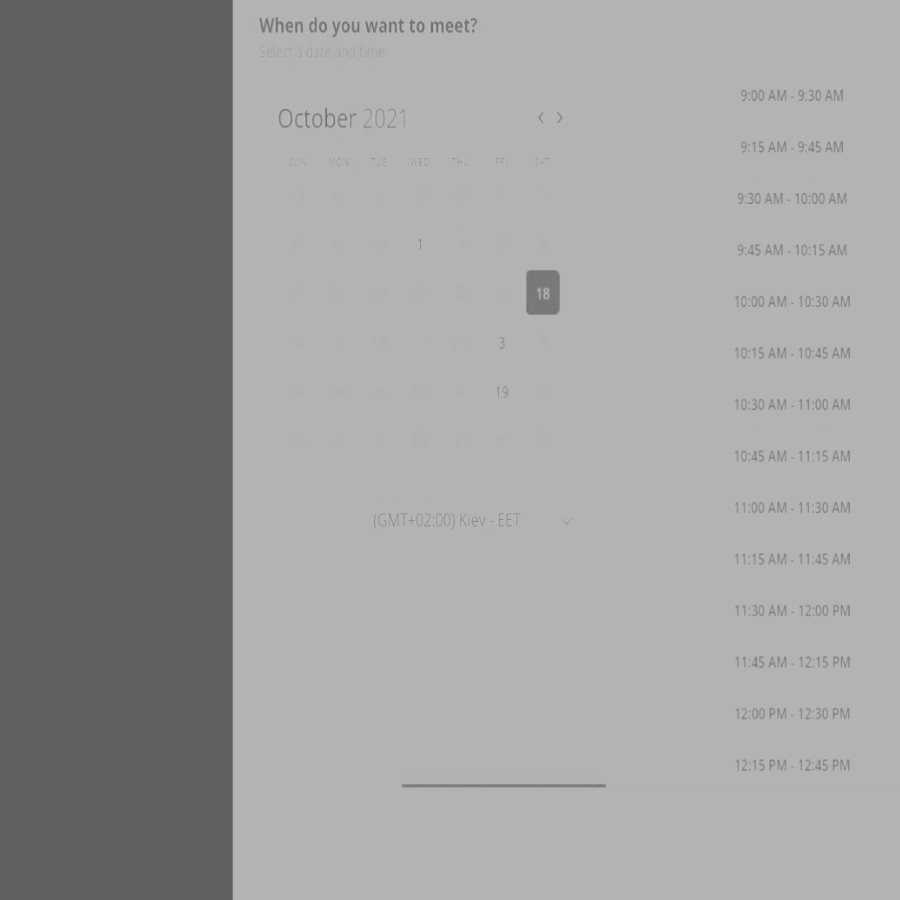 When do you want to meet?
Select a date and time
October 2021
SUN MON TUE WED THU FRI SAT
1
18
3
19
(GMT+02:00) Kiev - EET
9:00 AM - 9:30 AM
9:15 AM - 9:45 AM
9:30 AM - 10:00 AM
9:45 AM - 10:15 AM
10:00 AM - 10:30 AM
10:15 AM - 10:45 AM
10:30 AM - 11:00 AM
10:45 AM - 11:15 AM
11:00 AM - 11:30 AM
11:15 AM - 11:45 AM
11:30 AM - 12:00 PM
11:45 AM - 12:15 PM
12:00 PM - 12:30 PM
12:15 PM - 12:45 PM